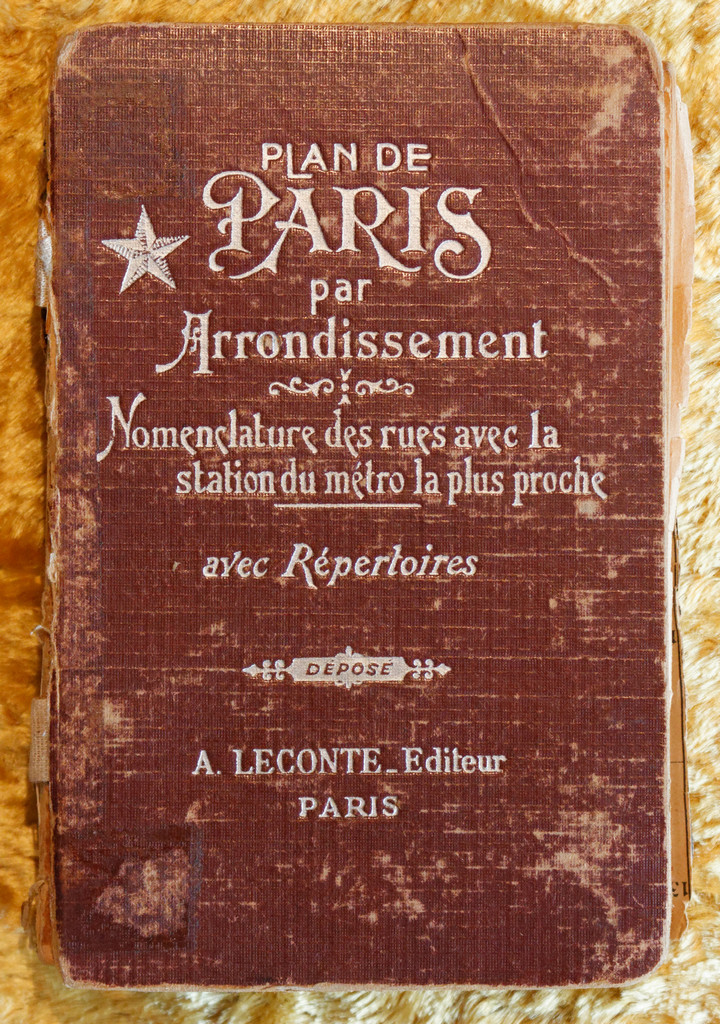 PLAN DE
PARIS
par
Arrondissement
Nomenclature des rues avec la
station du métro la plus proche
avec Répertoires
DÉPOSÉ
A. LECONTE_Editeur
PARIS
13